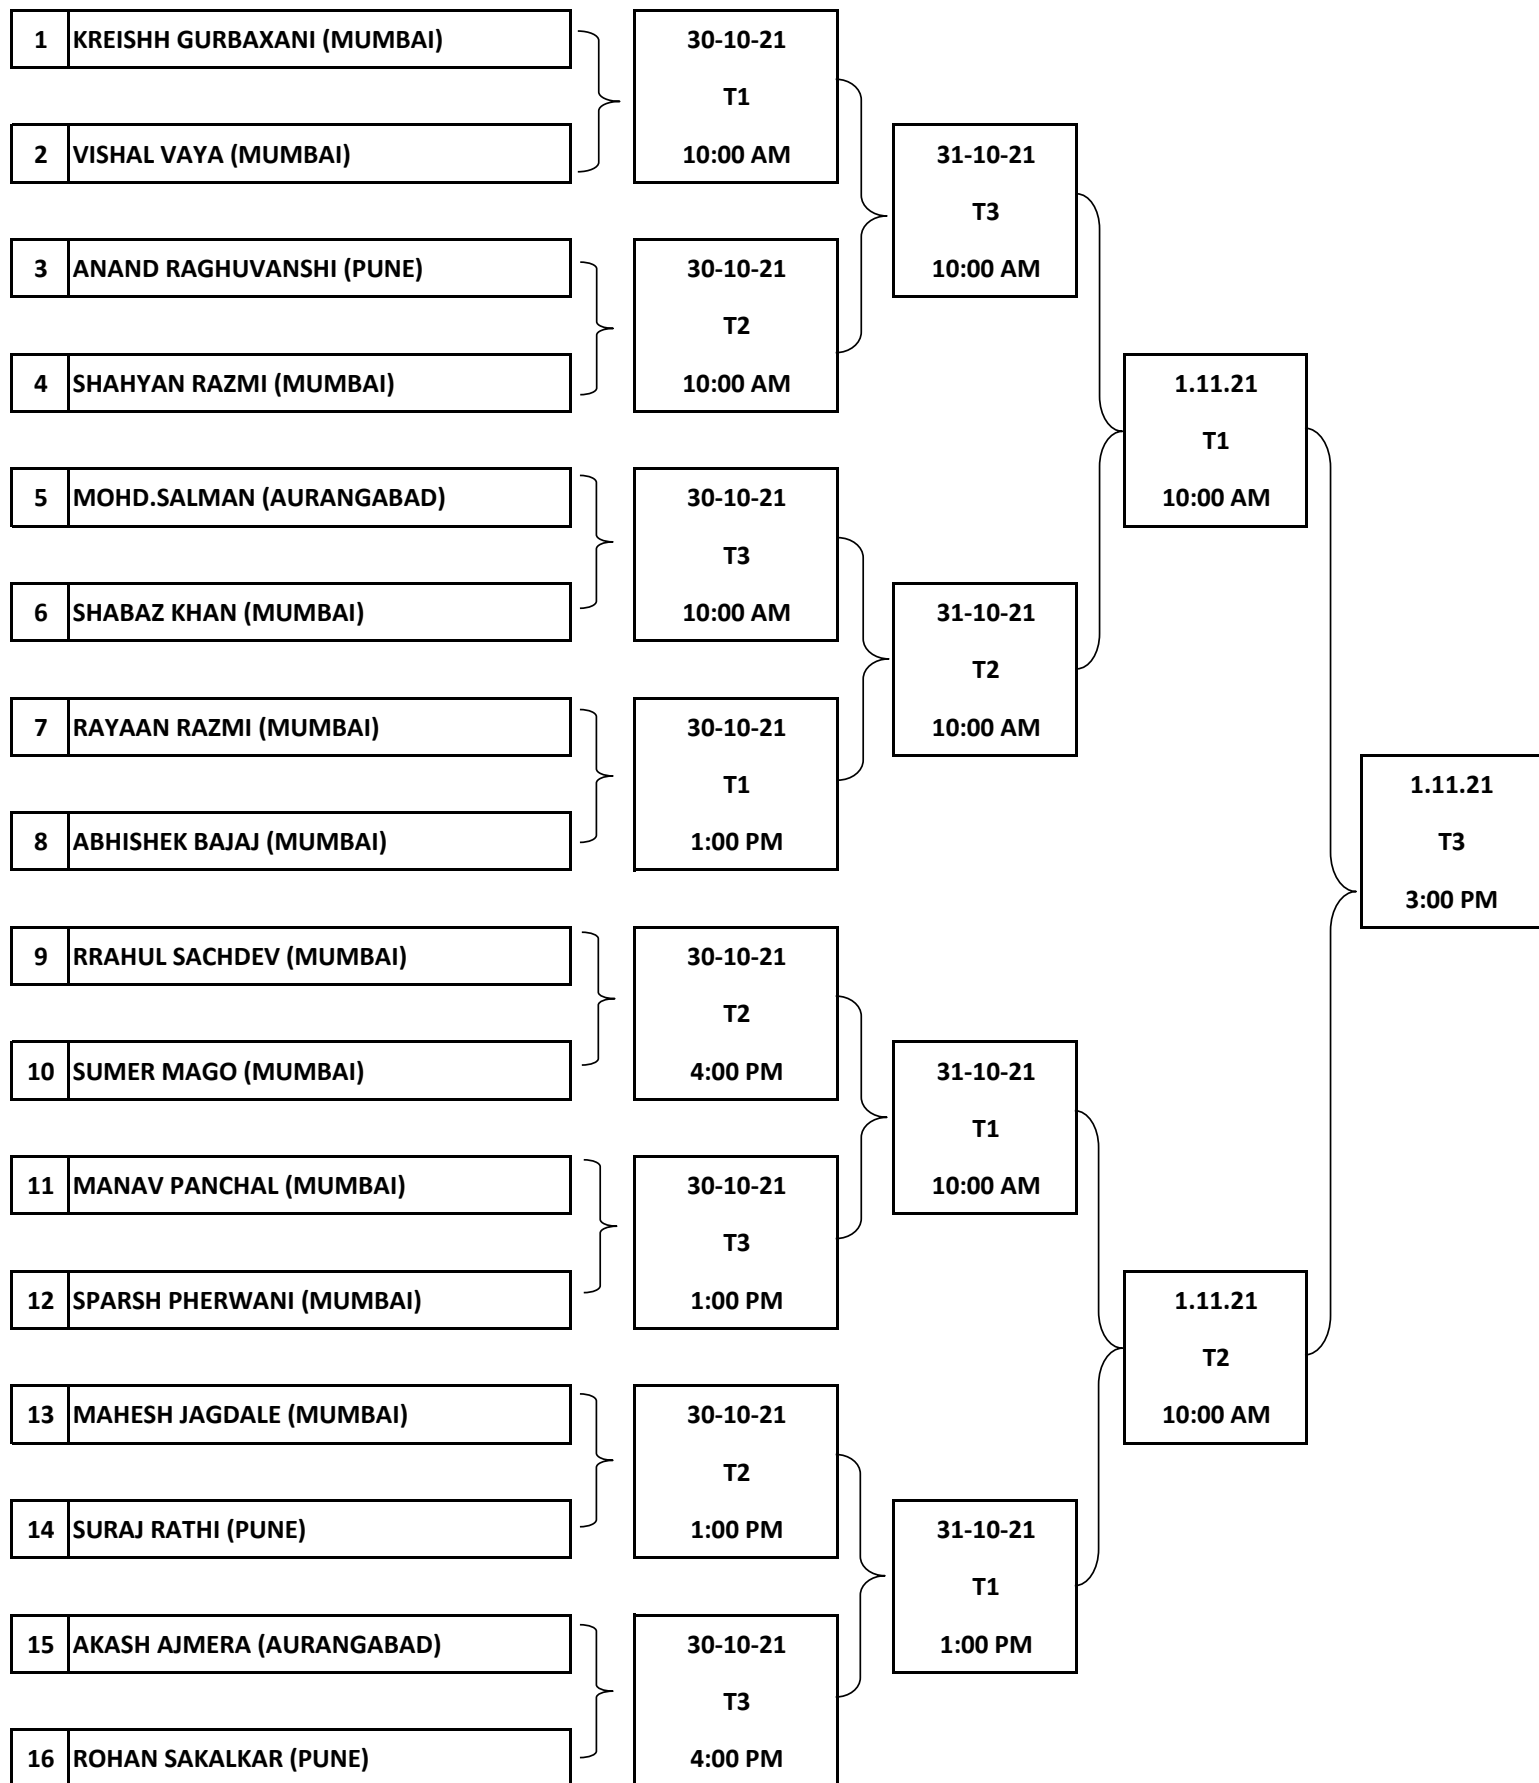 1 KREISHH GURBAXANI (MUMBAI) 30-10-21
T1
2 VISHAL VAYA (MUMBAI) 10:00 AM 31-10-21
T3
3 ANAND RAGHUVANSHI (PUNE) 30-10-21 10:00 AM
T2
4 SHAHYAN RAZMI (MUMBAI) 10:00 AM 1.11.21
T1
5 MOHD.SALMAN (AURANGABAD) 30-10-21 10:00 AM
T3
6 SHABAZ KHAN (MUMBAI) 10:00 AM 31-10-21
T2
7 RAYAAN RAZMI (MUMBAI) 30-10-21 10:00 AM
T1 1.11.21
8 ABHISHEK BAJAJ (MUMBAI) 1:00 PM T3
3:00 PM
9 RRAHUL SACHDEV (MUMBAI) 30-10-21
T2
10 SUMER MAGO (MUMBAI) 4:00 PM 31-10-21
T1
11 MANAV PANCHAL (MUMBAI) 30-10-21 10:00 AM
T3
12 SPARSH PHERWANI (MUMBAI) 1:00 PM 1.11.21
T2
13 MAHESH JAGDALE (MUMBAI) 30-10-21 10:00 AM
T2
14 SURAJ RATHI (PUNE) 1:00 PM 31-10-21
T1
15 AKASH AJMERA (AURANGABAD) 30-10-21 1:00 PM
T3
16 ROHAN SAKALKAR (PUNE) 4:00 PM